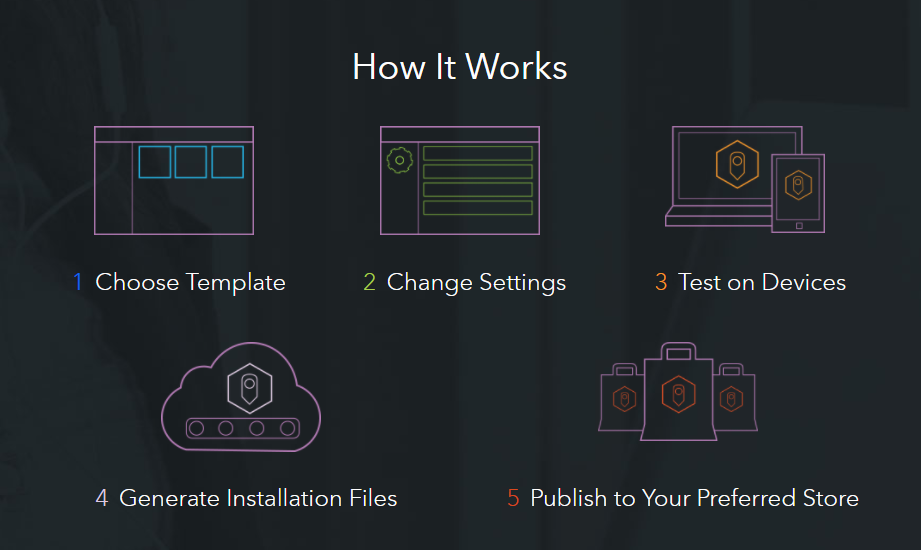 How It Works
1 Choose Template
2 Change Settings
3 Test on Devices
4 Generate Installation Files
5 Publish to Your Preferred Store